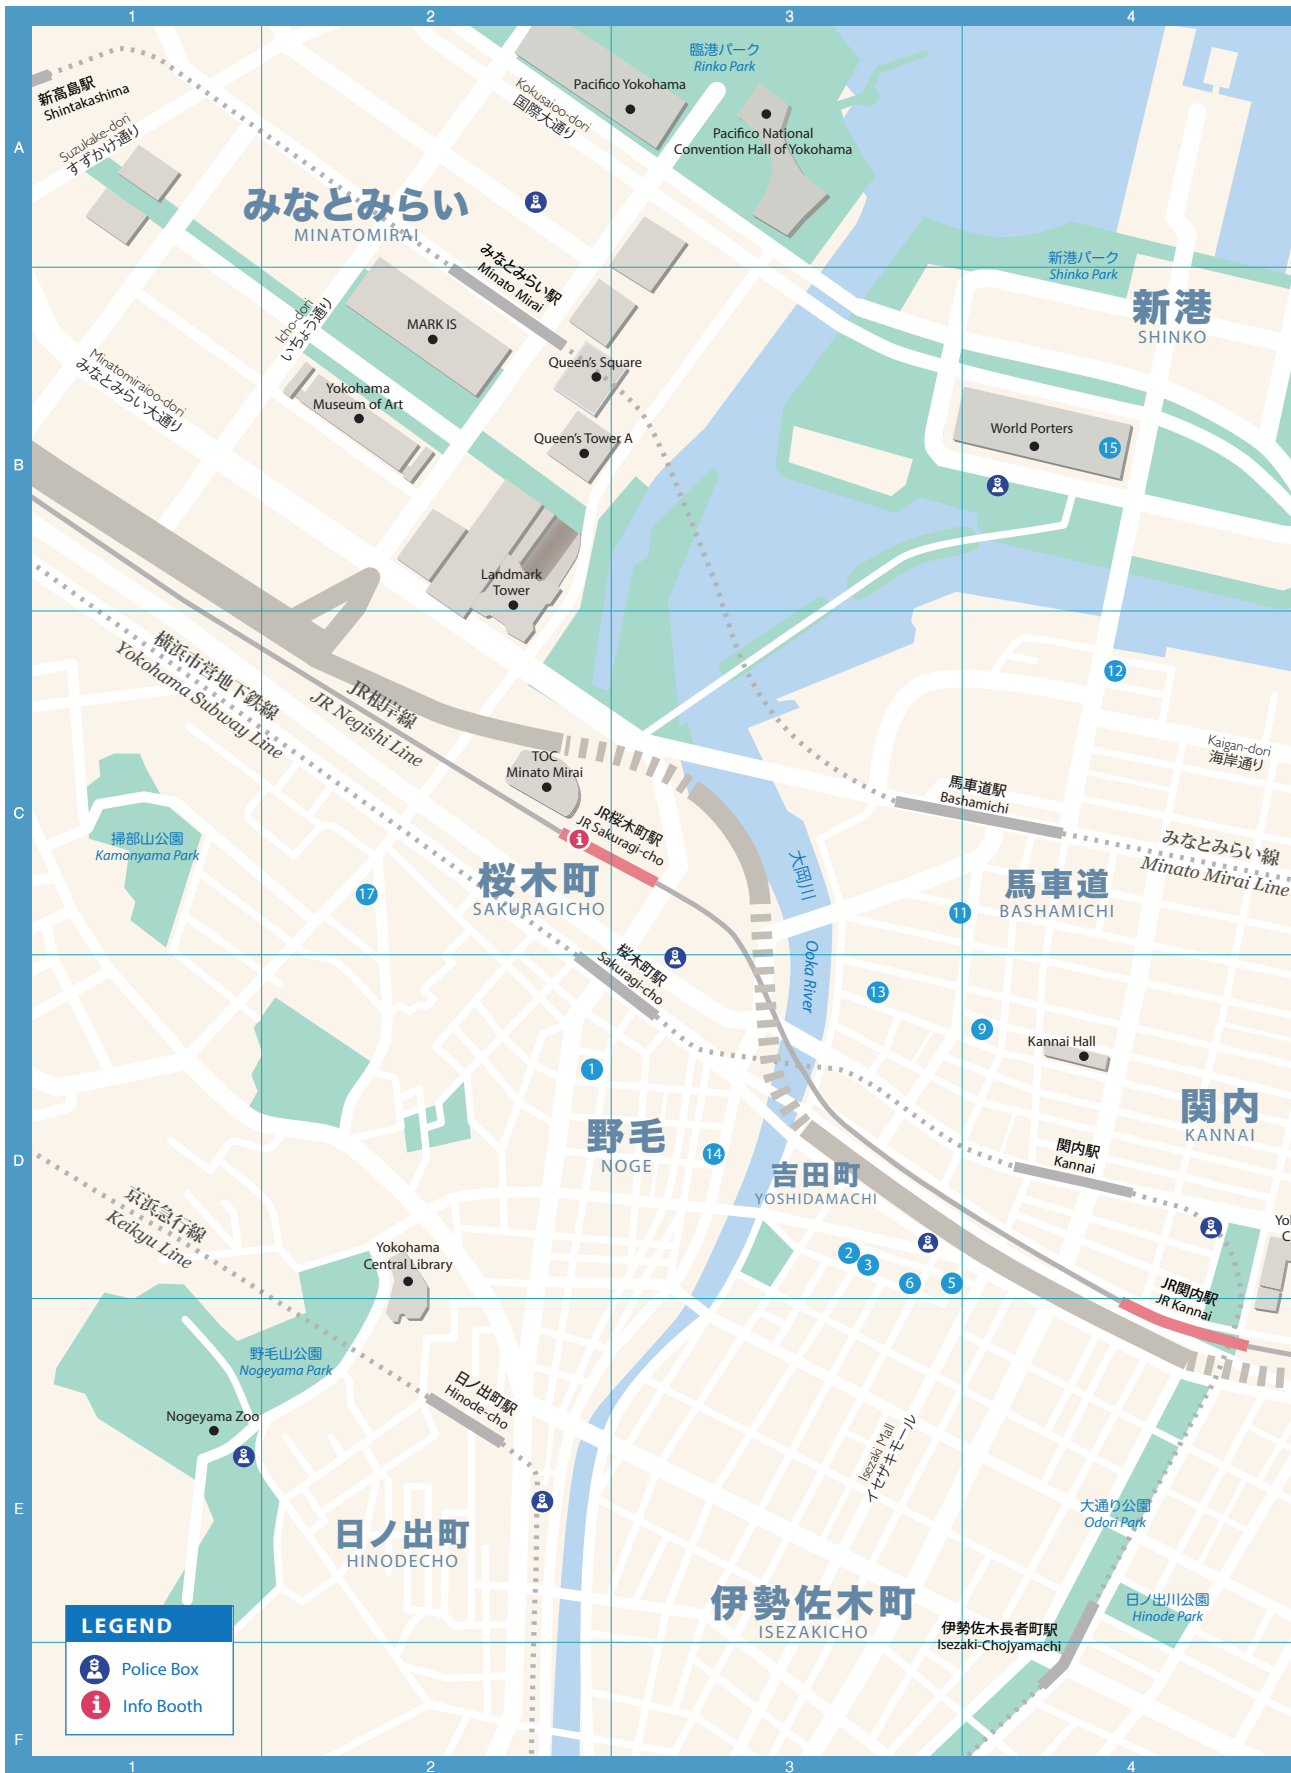 1
2
3
4
A
B
C
D
E
F
新高島駅
Shintakashima
Suzukake-dori
すずかけ通り
みなとみらい
MINATOMIRAI
Kokusaioo-dori
国際大通り
Pacifico Yokohama
臨港パーク
Rinko Park
Pacifico National
Convention Hall of Yokohama
みなとみらい駅
Minato Mirai
新港パーク
Shinko Park
新港
SHINKO
Icho-dori
いちょう通り
MARK IS
Queen's Square
Minatomiraioo-dori
みなとみらい大通り
Yokohama
Museum of Art
Queen's Tower A
World Porters
15
Landmark
Tower
横浜市営地下鉄線
Yokohama Subway Line
JR根岸線
JR Negishi Line
12
Kaigan-dori
海岸通り
TOC
Minato Mirai
馬車道駅
Bashamichi
JR桜木町駅
JR Sakuragi-cho
掃部山公園
Kamonyama Park
みなとみらい線
Minato Mirai Line
大岡川
Ooka River
桜木町
SAKURAGICHO
馬車道
BASHAMICHI
17
11
桜木町駅
Sakuragi-cho
13
9
Kannai Hall
1
関内
KANNAI
野毛
NOGE
14
吉田町
YOSHIDAMACHI
関内駅
Kannai
京浜急行線
Keikyu Line
Yokohama
Central Library
2
3
6
5
JR関内駅
JR Kannai
野毛山公園
Nogeyama Park
日ノ出町駅
Hinode-cho
Nogeyama Zoo
Isezaki Mall
イセザキモール
大通り公園
Odori Park
日ノ出町
HINODECHO
伊勢佐木町
ISEZAKICHO
日ノ出川公園
Hinode Park
伊勢佐木長者町駅
Isezaki-Chojyamachi
LEGEND
Police Box
Info Booth
1
2
3
4